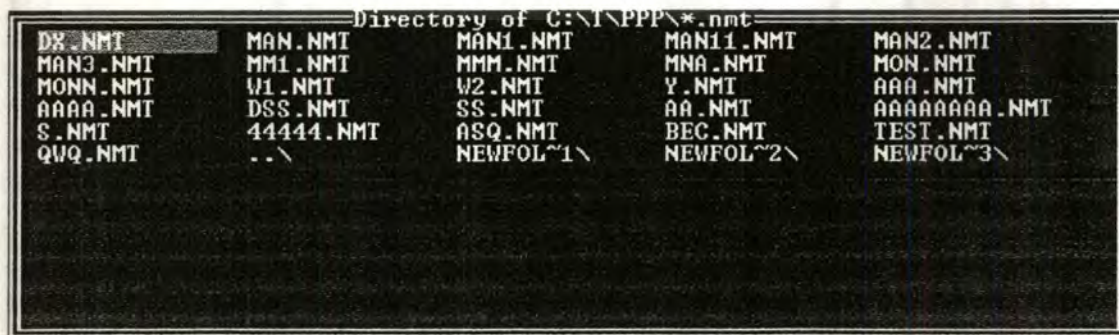 Directory of C:\T\PPP\*.nmt
DX.NMT MAN.NMT MAN1.NMT MAN11.NMT MAN2.NMT
MAN3.NMT MM1.NMT MMM.NMT MNA.NMT MON.NMT
MONN.NMT W1.NMT W2.NMT Y.NMT AAA.NMT
AAAA.NMT DSS.NMT SS.NMT AA.NMT AAAAAAAA.NMT
S.NMT 44444.NMT ASQ.NMT BEC.NMT TEST.NMT
QWQ.NMT ..\ NEWFOL~1\ NEWFOL~2\ NEWFOL~3\